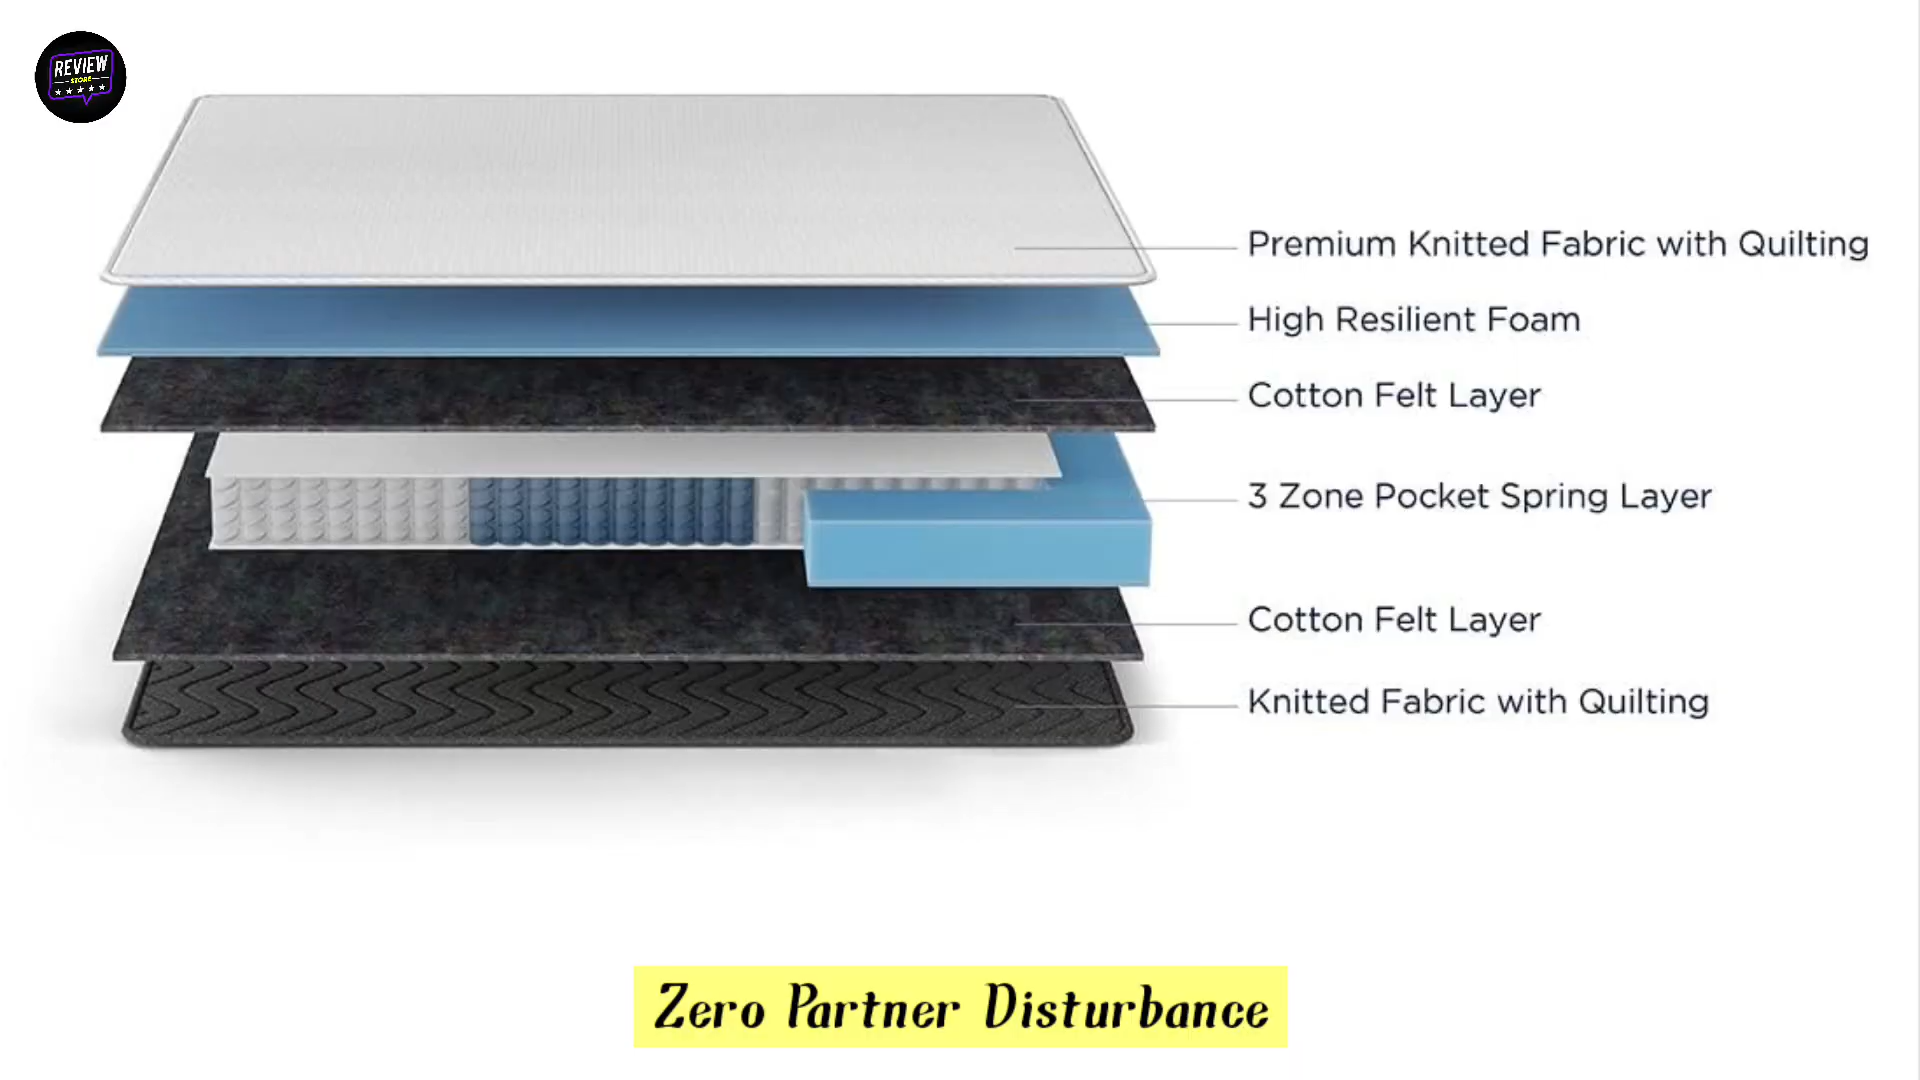 REVIEW
STORE
Premium Knitted Fabric with Quilting
High Resilient Foam
Cotton Felt Layer
3 Zone Pocket Spring Layer
Cotton Felt Layer
Knitted Fabric with Quilting
Zero Partner Disturbance